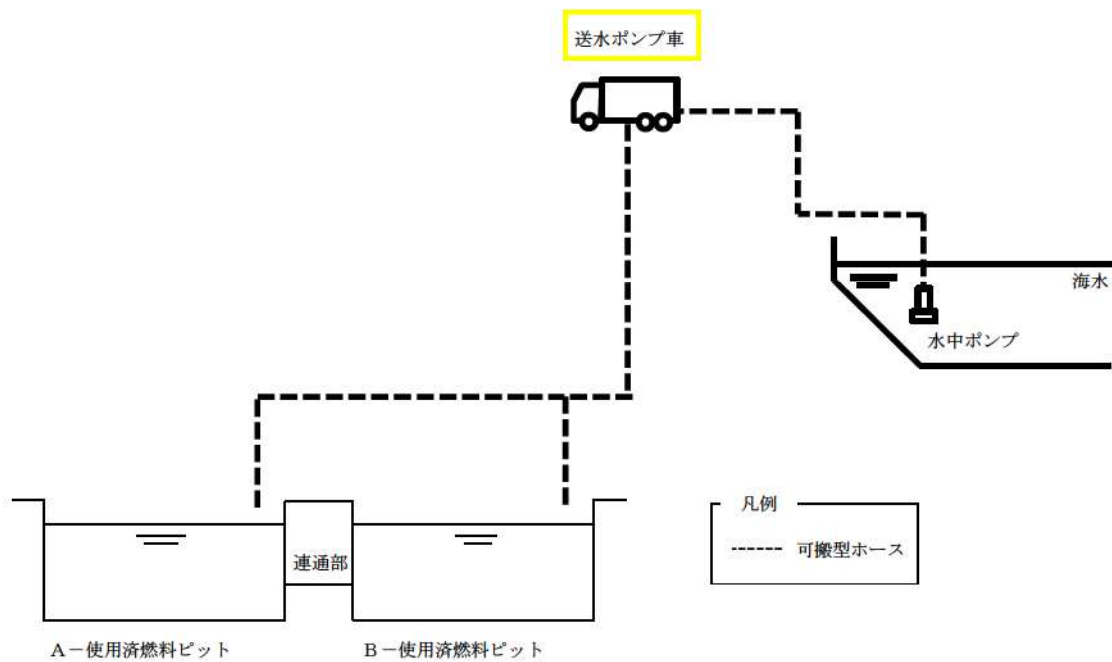 送水ポンプ車
海水
水中ポンプ
凡例
可搬型ホース
連通部
A-使用済燃料ピット
B-使用済燃料ピット